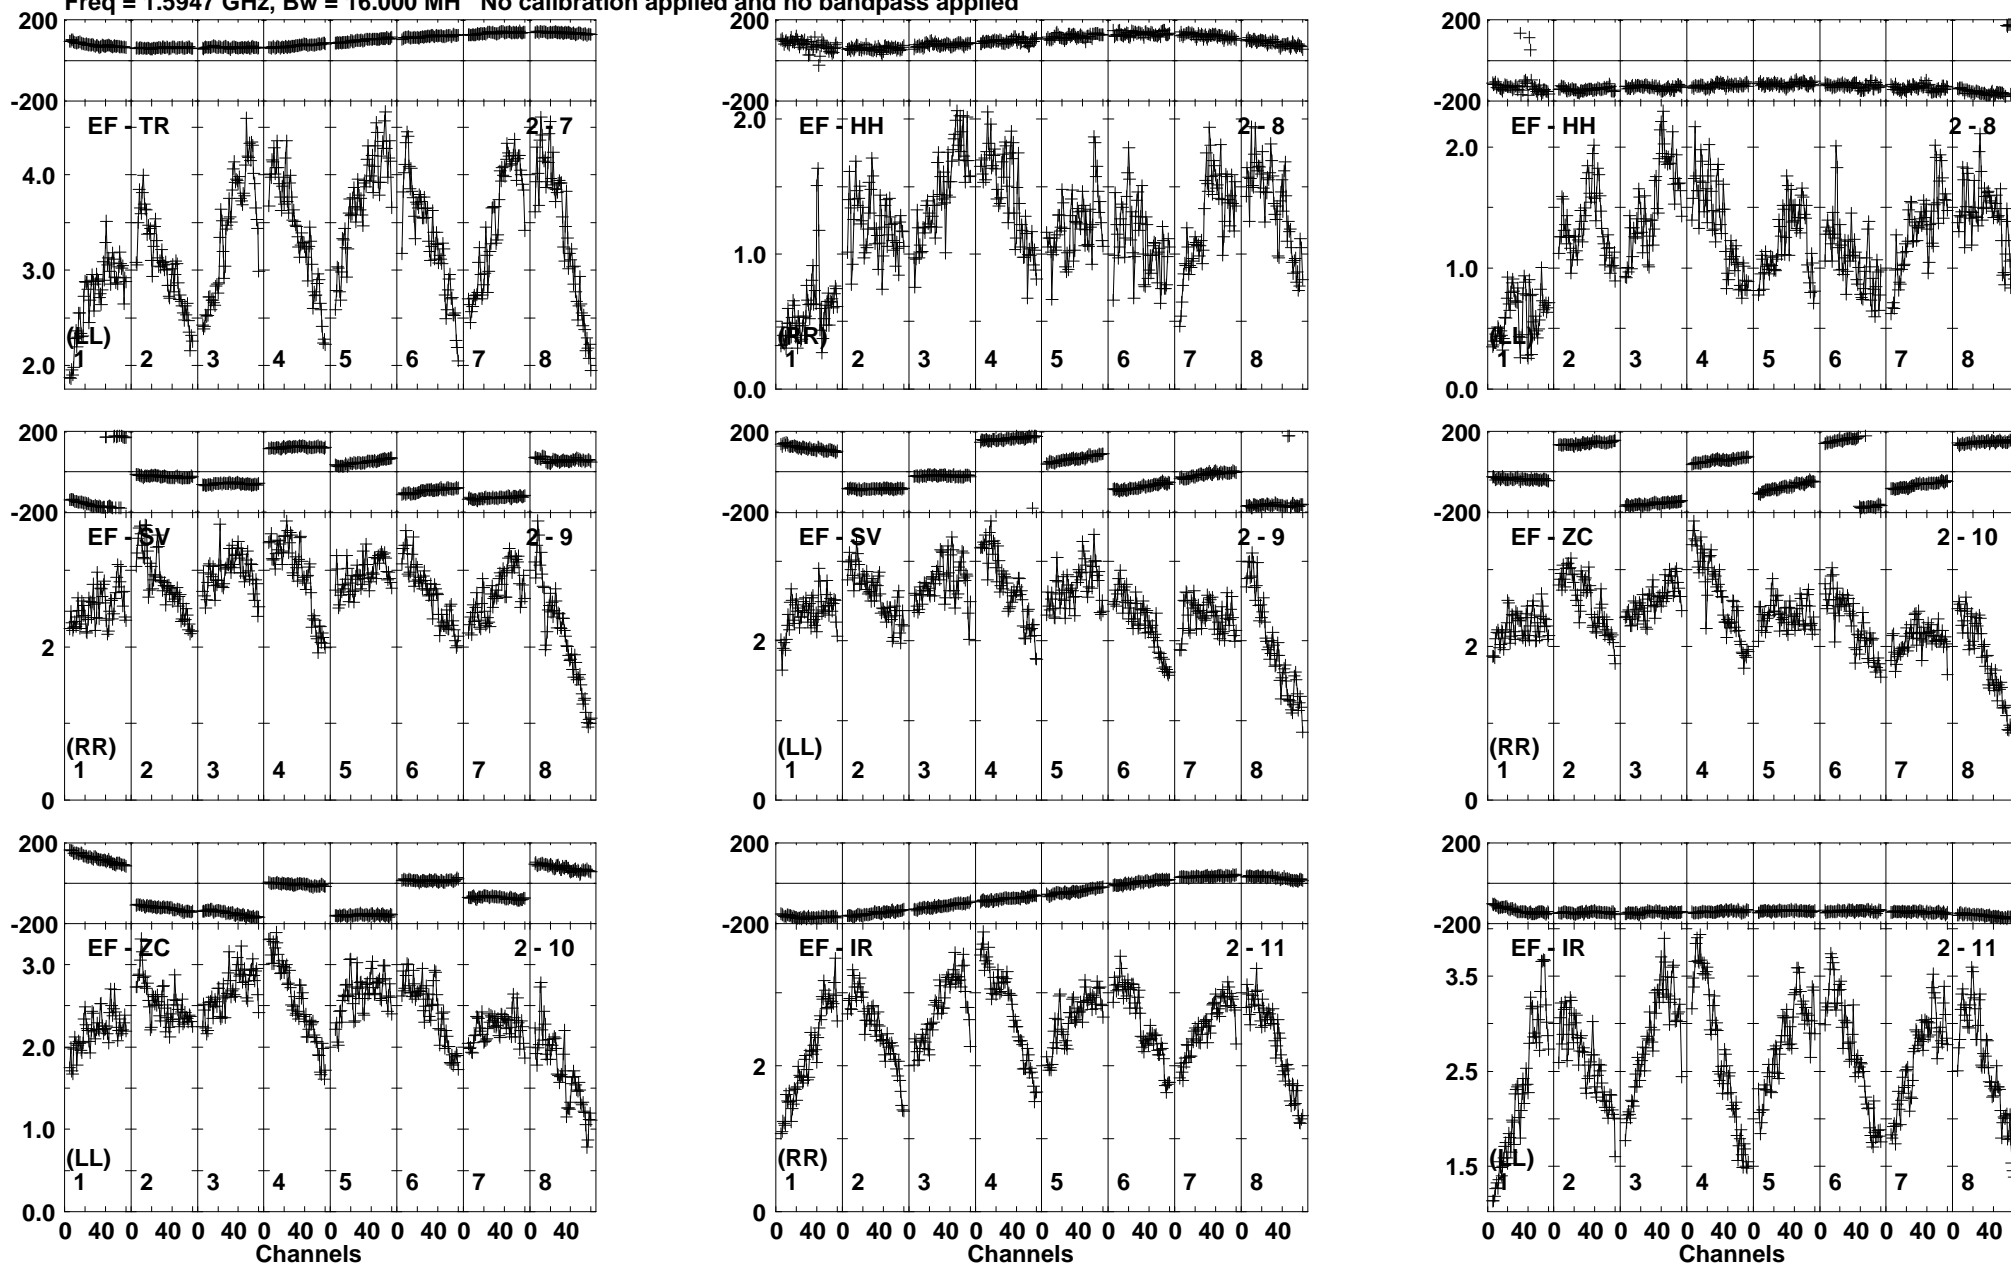 Freq = 1.5947 GHz, Bw = 16.000 MH No calibration applied and no bandpass applied
200 200 200
-200 -200 -200
EF - TR 2 - 7 EF - HH 2 - 8 EF - HH 2 - 8
2.0 2.0
4.0
3.0 1.0 1.0
(LL) (RR) (LL)
2.0 1 2 3 4 5 6 7 8 1 2 3 4 5 6 7 8 1 2 3 4 5 6 7 8
0.0 0.0
200 200 200
-200 -200 -200
EF - SV 2 - 9 EF - SV 2 - 9 EF - ZC 2 - 10
2 2 2
(RR) (LL) (RR)
1 2 3 4 5 6 7 8 1 2 3 4 5 6 7 8 1 2 3 4 5 6 7 8
0 0 0
200 200 200
-200 -200 -200
EF - ZC 2 - 10 EF - IR 2 - 11 EF - IR 2 - 11
3.0 3.5
2.0 2 2.5
1.0 (LL) (RR) 1.5 (LL)
1 2 3 4 5 6 7 8 1 2 3 4 5 6 7 8 1 2 3 4 5 6 7 8
0.0 0
0 40 0 40 0 40 0 40 0 40 0 40 0 40 0 40 0 40 0 40 0 40 0 40 0 40 0 40 0 40 0 40 0 40 0 40 0 40 0 40 0 40 0 40 0 40 0 40
Channels Channels Channels